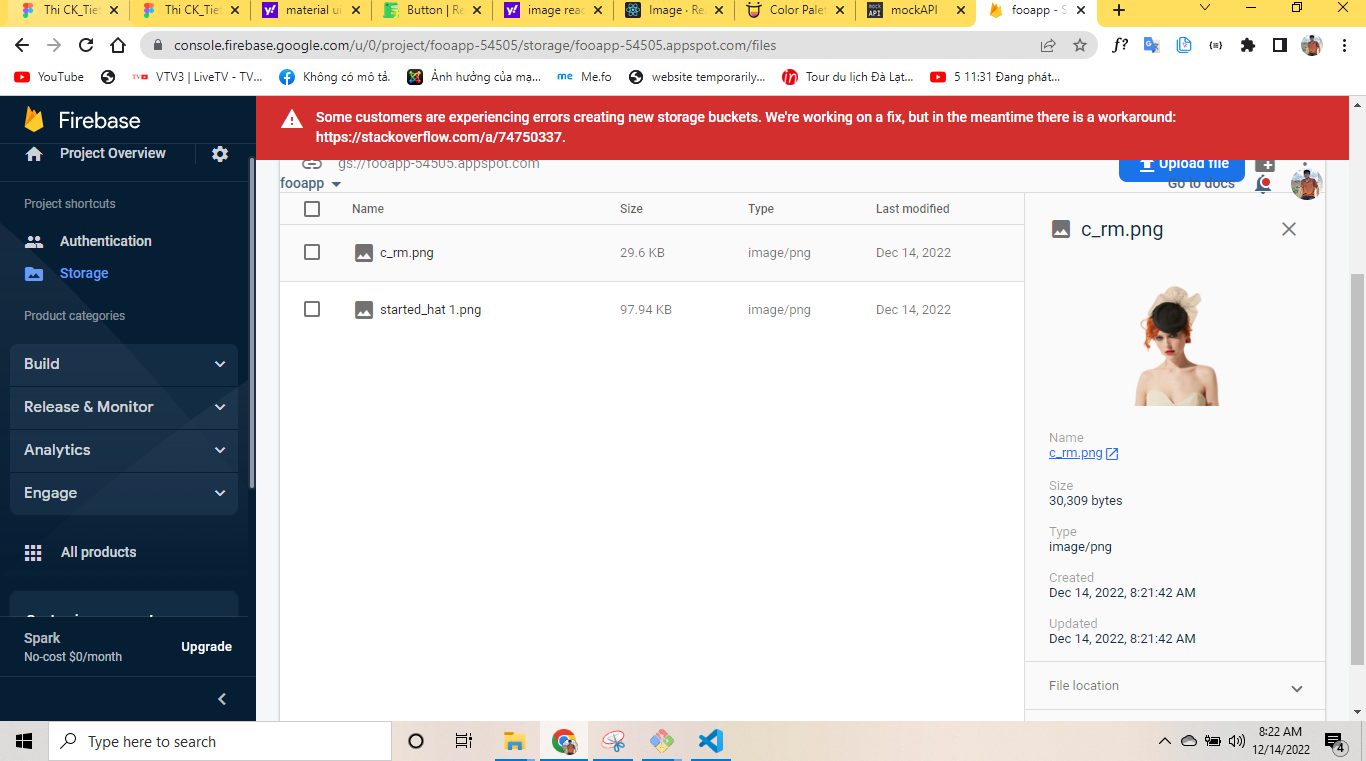 Thi CK_Tiet
Thi CK_Tiet
material ui
Button | Re
image reac
Image · Re
Color Palet
mockAPI
fooapp - S
console.firebase.google.com/u/0/project/fooapp-54505/storage/fooapp-54505.appspot.com/files
YouTube
VTV3 | LiveTV - TV...
Không có mô tả.
Ảnh hưởng của mạ...
me Me.fo
website temporarily...
Tour du lịch Đà Lạt...
5 11:31 Đang phát...
Firebase
Project Overview
Project shortcuts
Authentication
Storage
Product categories
Build
Release & Monitor
Analytics
Engage
All products
Spark
No-cost $0/month
Upgrade
Some customers are experiencing errors creating new storage buckets. We're working on a fix, but in the meantime there is a workaround:
https://stackoverflow.com/a/74750337.
gs://fooapp-54505.appspot.com
Upload file
fooapp
Go to docs
Name Size Type Last modified
c_rm.png 29.6 KB image/png Dec 14, 2022
started_hat 1.png 97.94 KB image/png Dec 14, 2022
c_rm.png
Name
c_rm.png
Size
30,309 bytes
Type
image/png
Created
Dec 14, 2022, 8:21:42 AM
Updated
Dec 14, 2022, 8:21:42 AM
File location
Type here to search
8:22 AM
12/14/2022
4